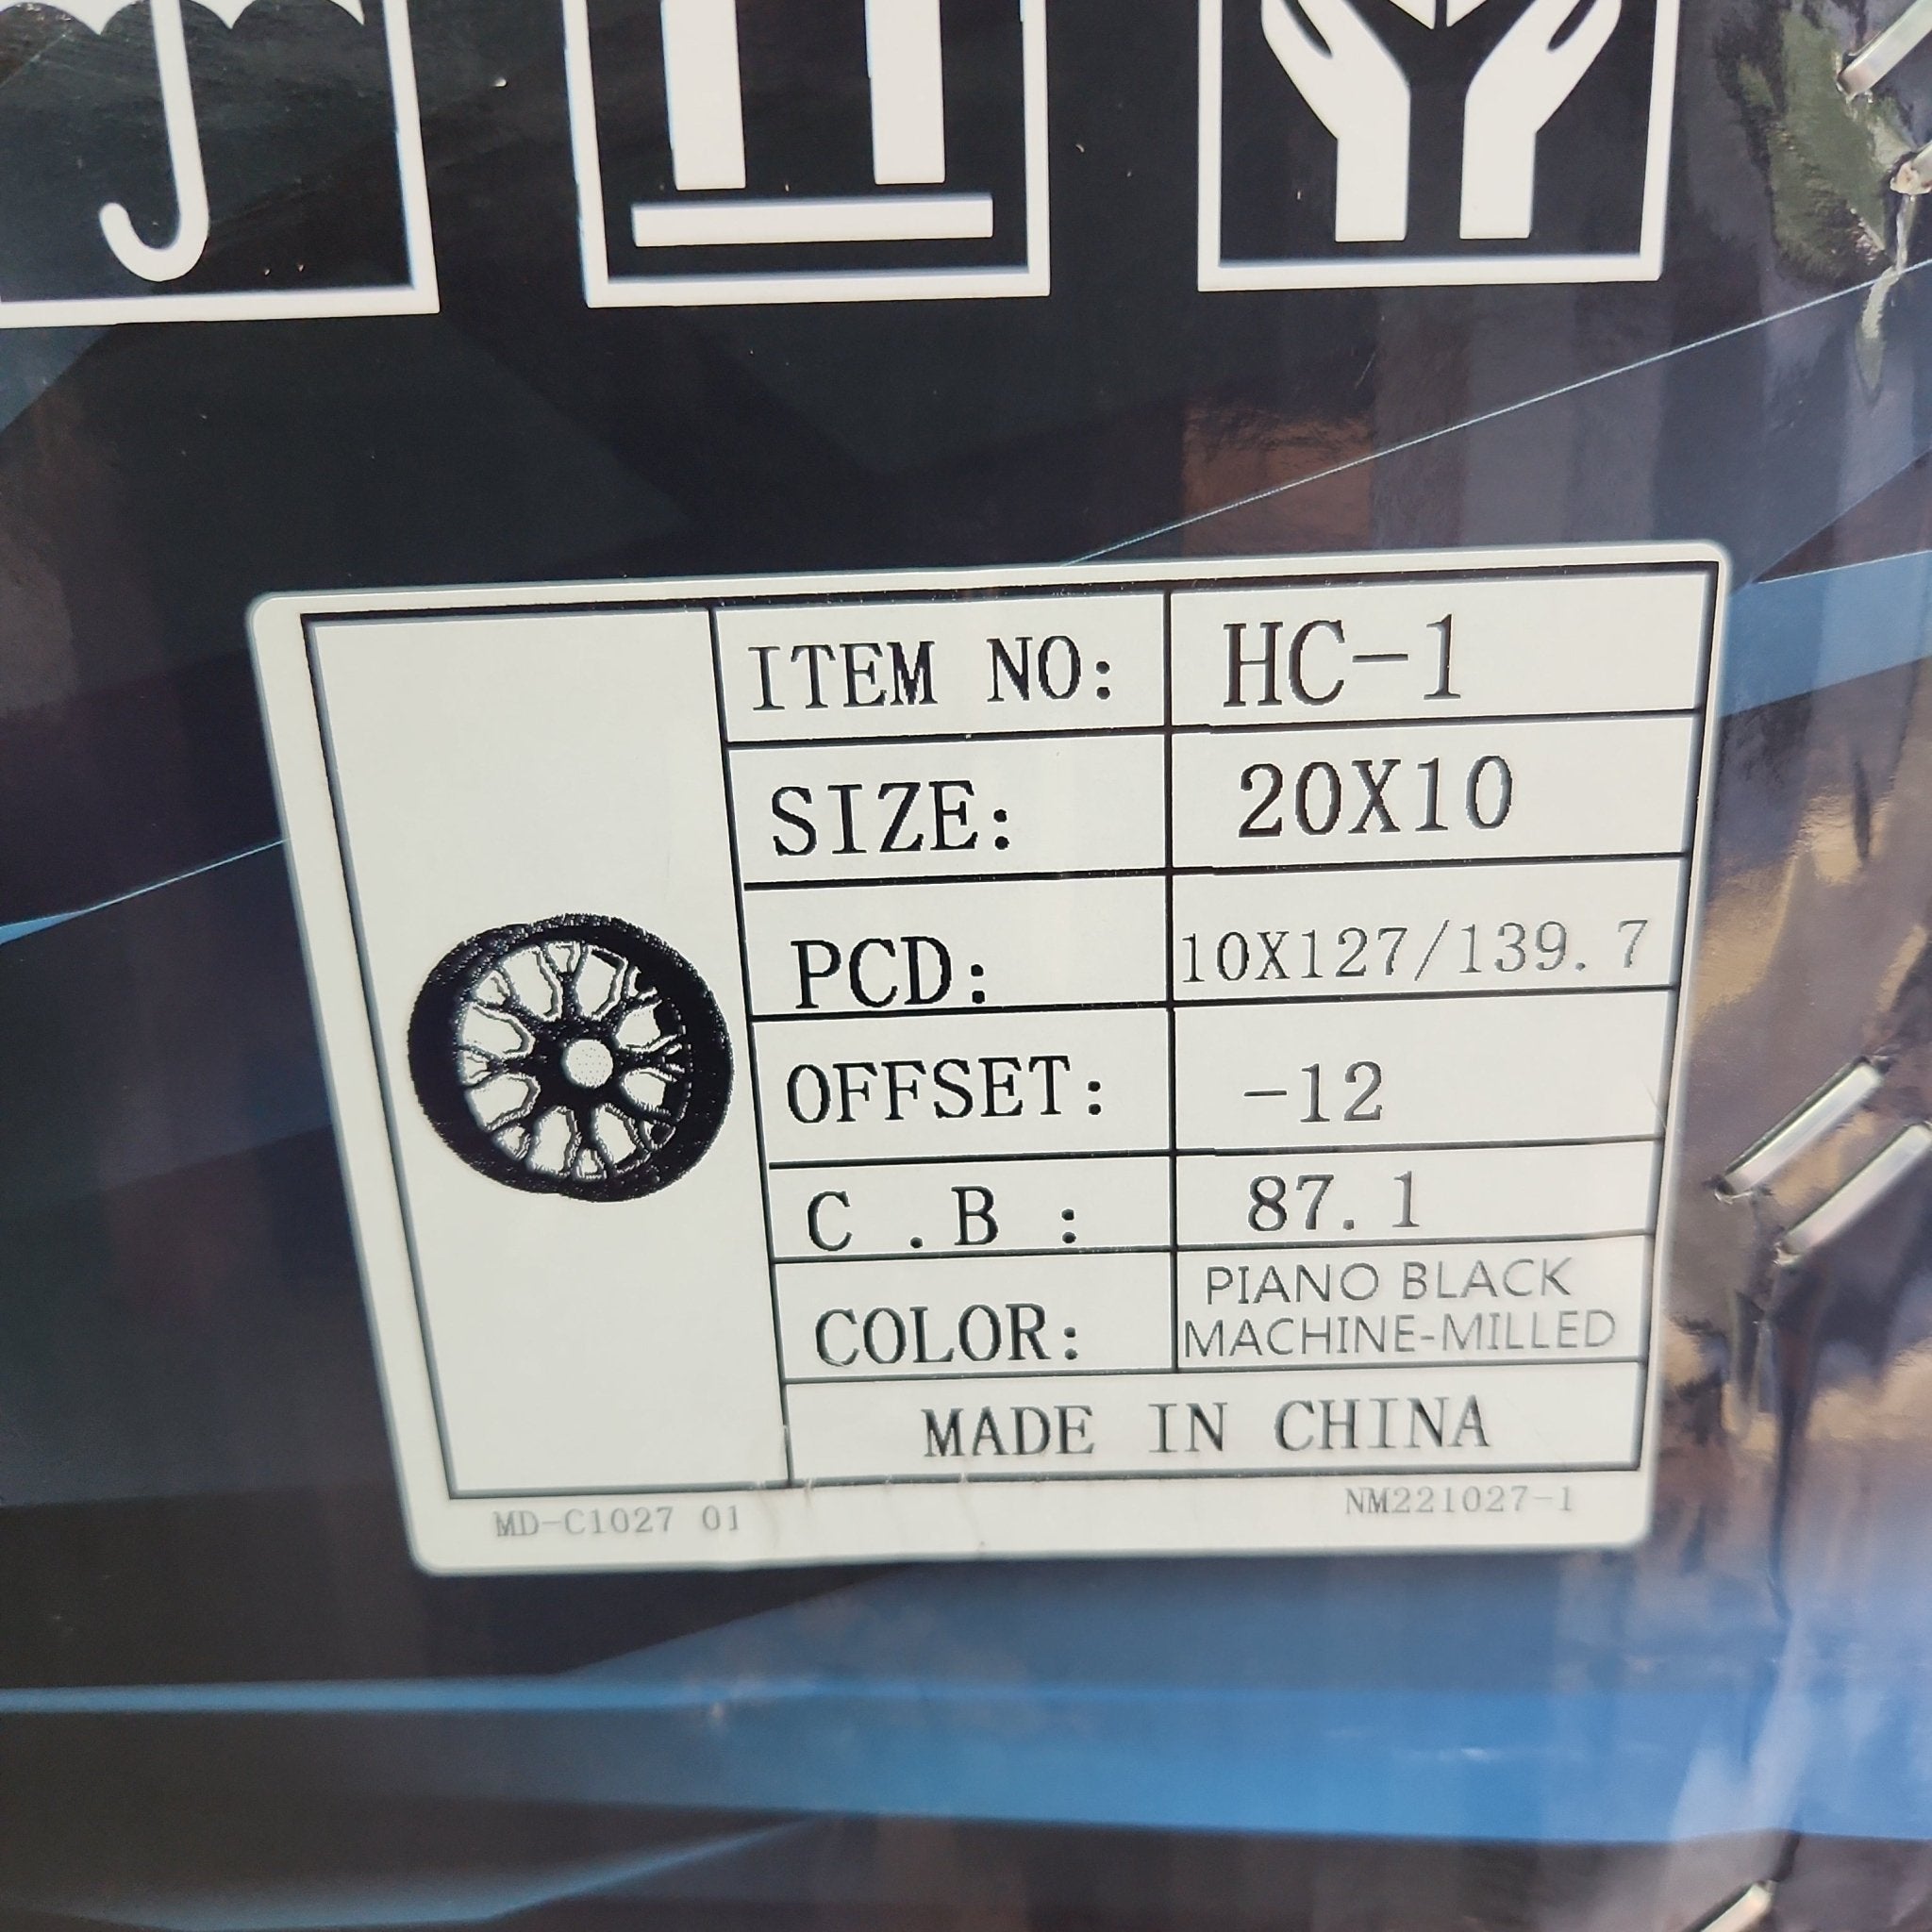 ITEM NO: HC-1
SIZE: 20X10
PCD: 10X127/139.7
OFFSET: -12
C .B : 87.1
COLOR: PIANO BLACK
MACHINE-MILLED
MADE IN CHINA
MD-C1027 01 NM221027-1